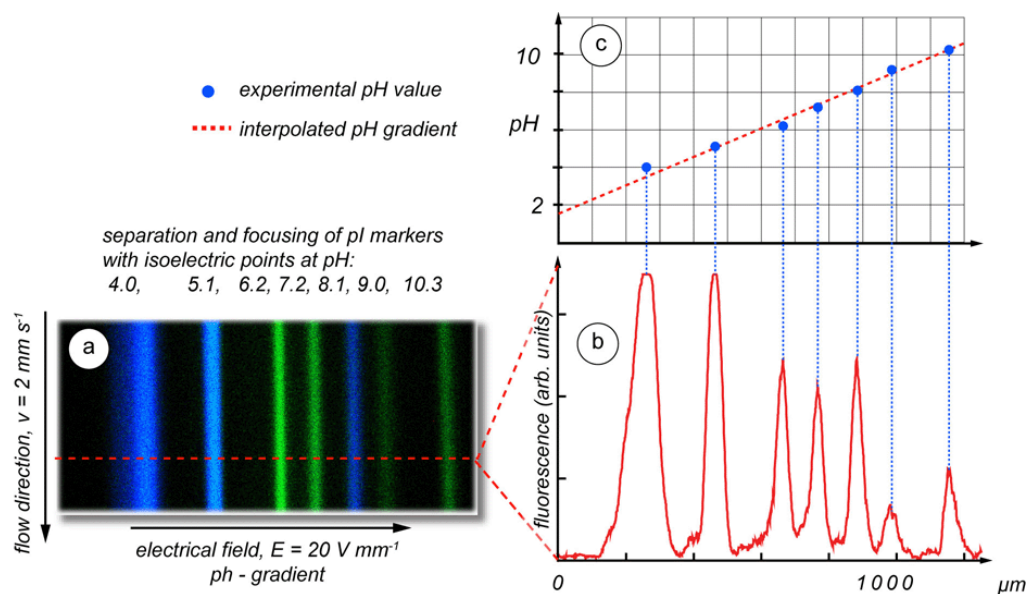 experimental pH value
interpolated pH gradient
separation and focusing of pI markers
with isoelectric points at pH:
4.0, 5.1, 6.2, 7.2, 8.1, 9.0, 10.3
a
flow direction, v = 2 mm s⁻¹
electrical field, E = 20 V mm⁻¹
ph - gradient
c
10
pH
2
b
fluorescence (arb. units)
0 1000 µm